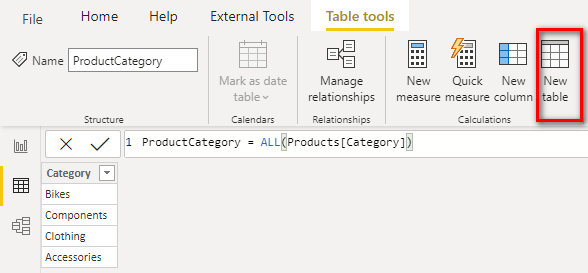 File Home Help External Tools Table tools
Name ProductCategory
Mark as date table
Manage relationships
New measure
Quick measure
New column
New table
Structure Calendars Relationships Calculations
1 ProductCategory = ALL(Products[Category])
Category
Bikes
Components
Clothing
Accessories